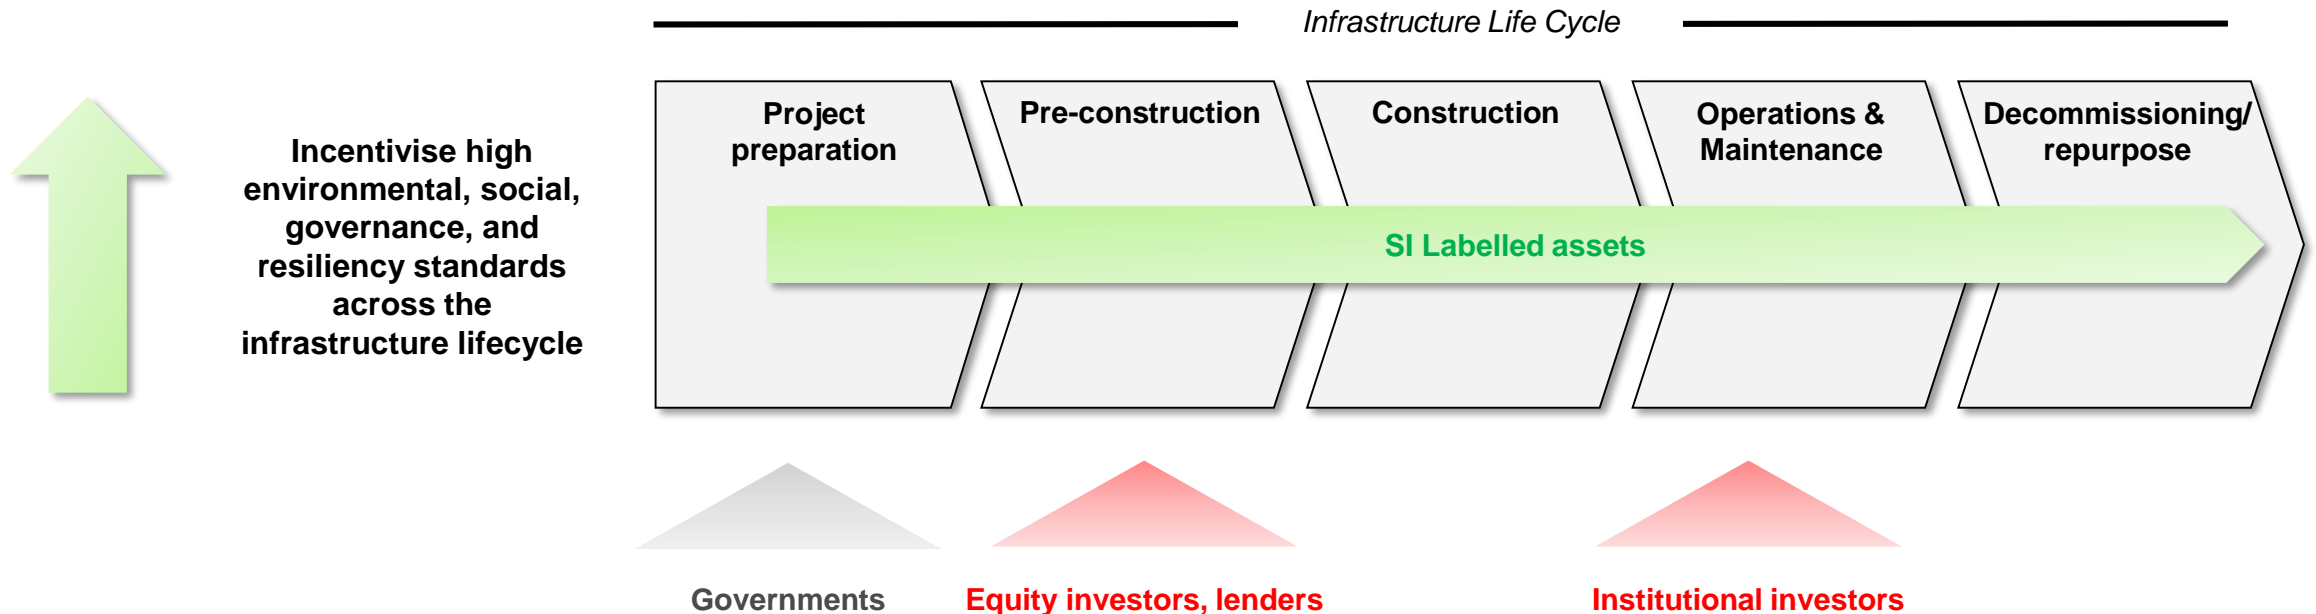 Infrastructure Life Cycle
Incentivise high
environmental, social,
governance, and
resiliency standards
across the
infrastructure lifecycle
Project
preparation
Pre-construction
Construction
Operations &
Maintenance
Decommissioning/
repurpose
SI Labelled assets
Governments
Equity investors, lenders
Institutional investors